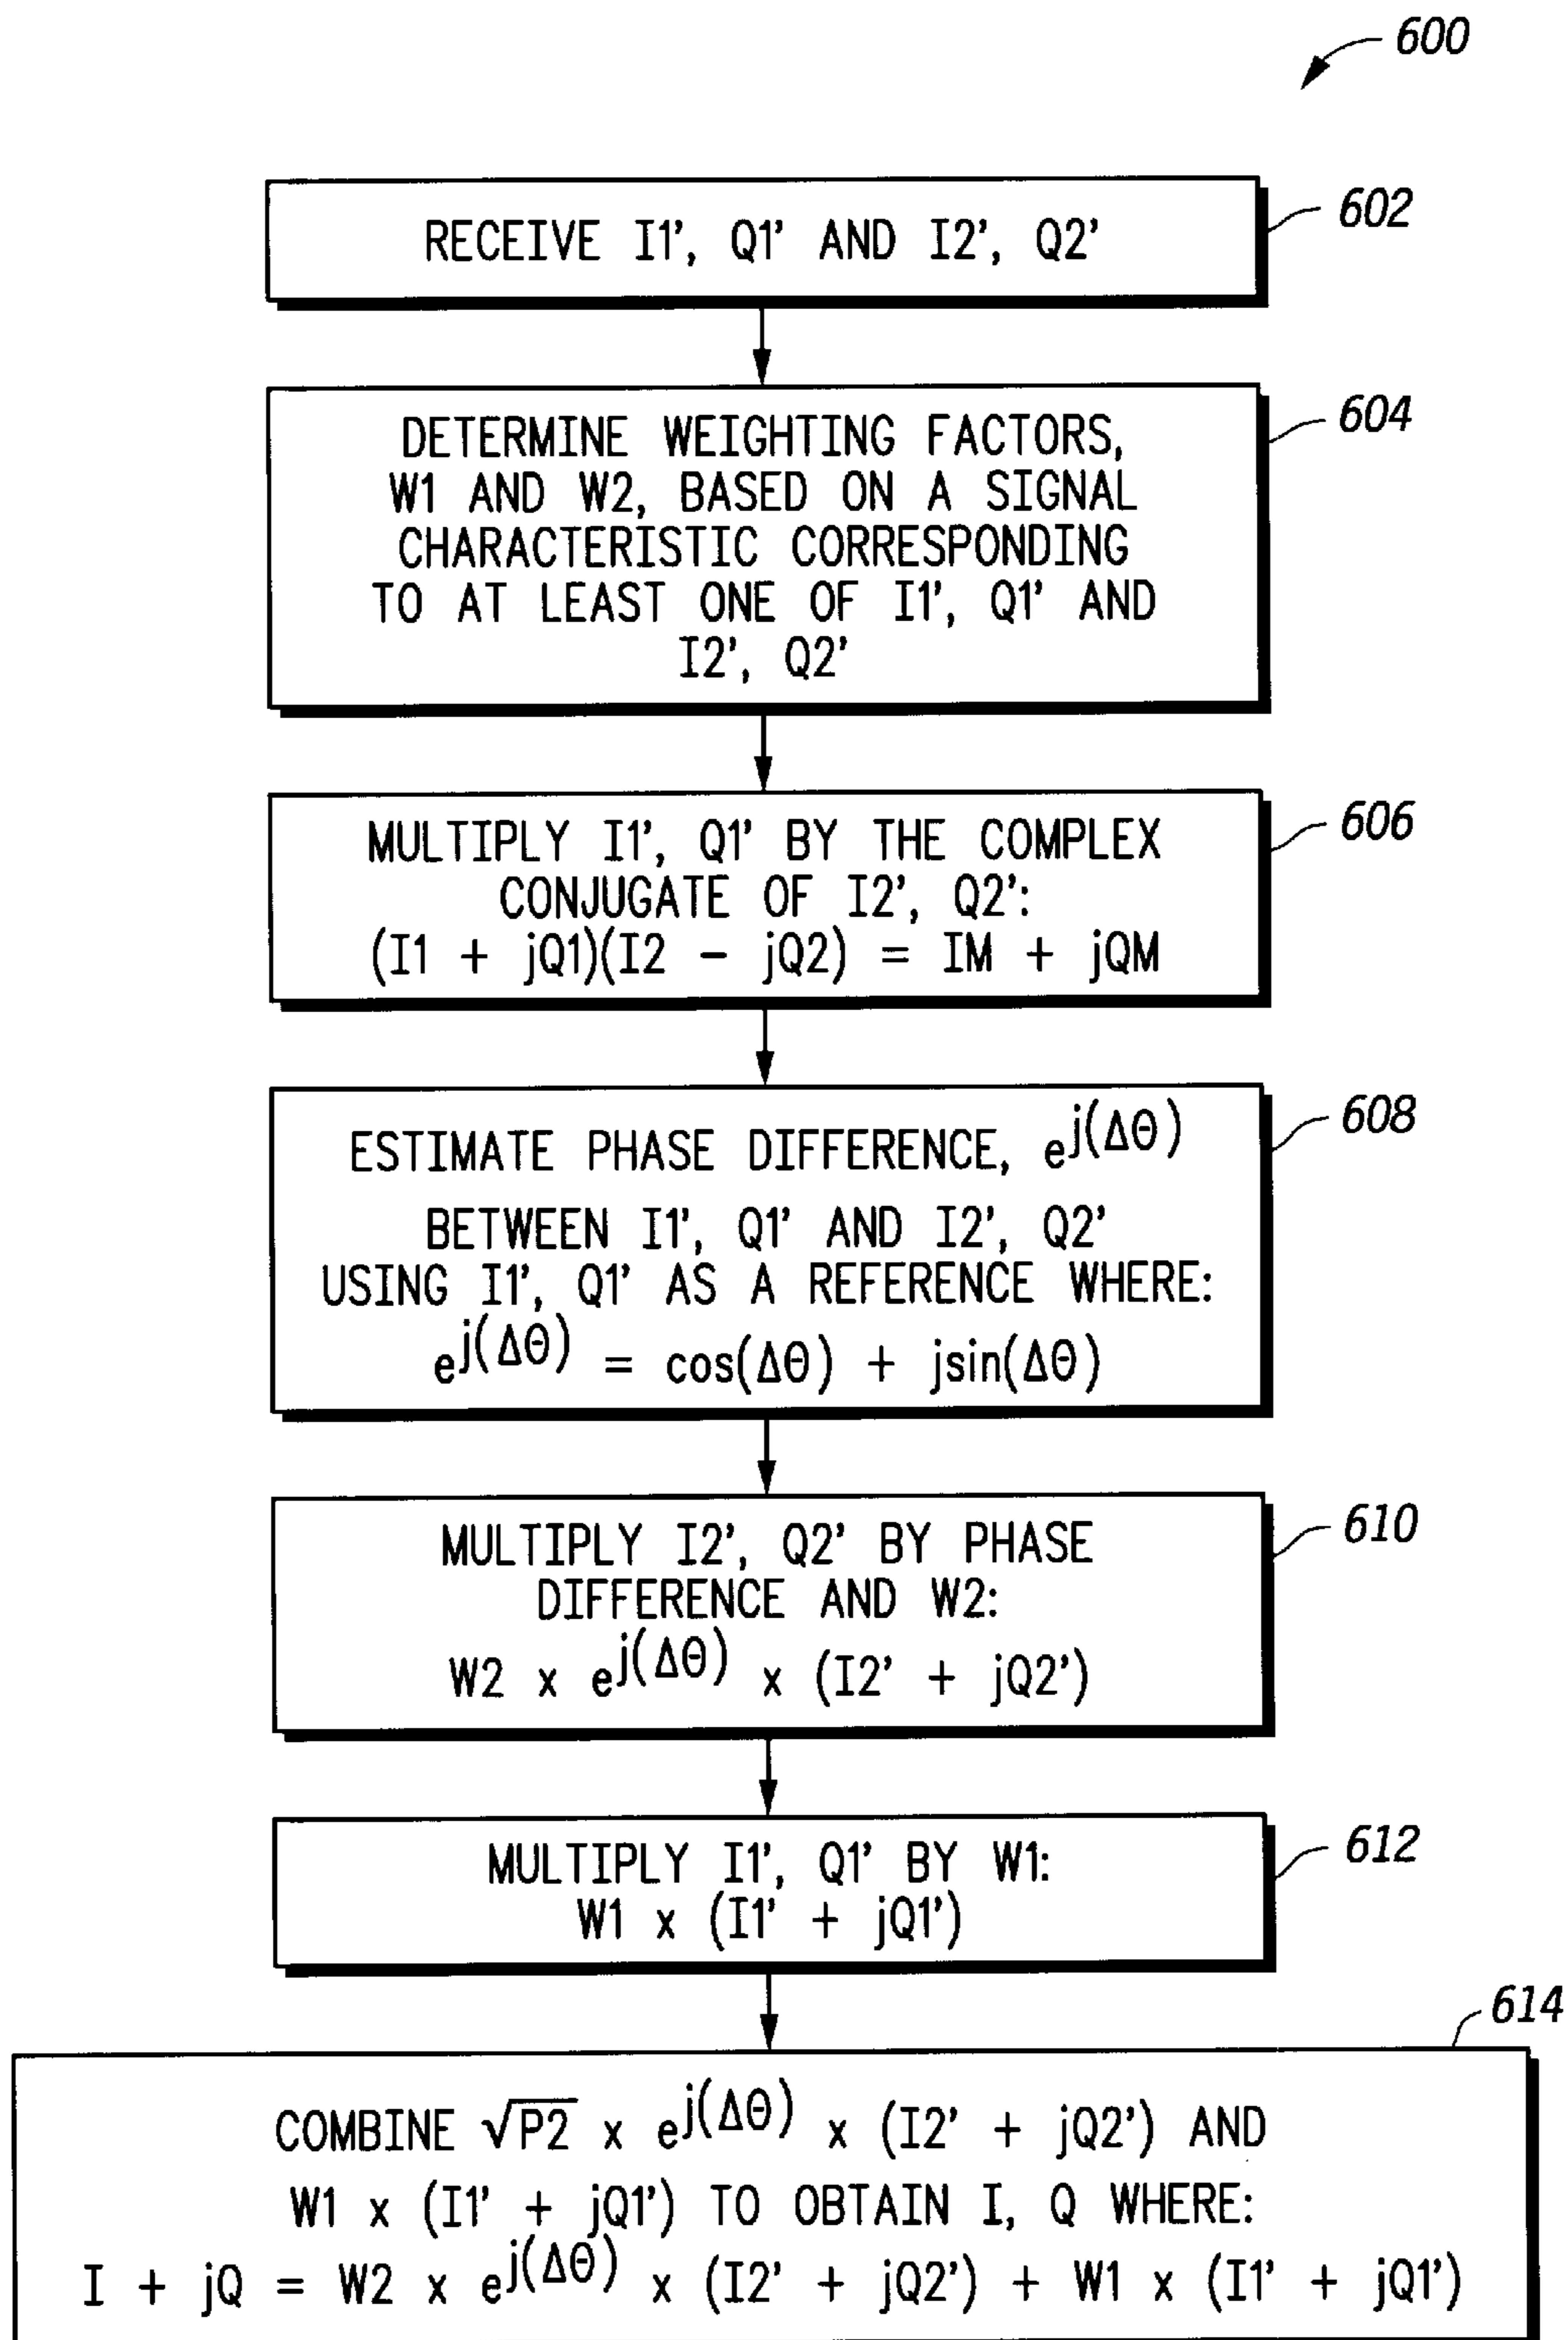 600
RECEIVE I1', Q1' AND I2', Q2'
602
DETERMINE WEIGHTING FACTORS,
W1 AND W2, BASED ON A SIGNAL
CHARACTERISTIC CORRESPONDING
TO AT LEAST ONE OF I1', Q1' AND
I2', Q2'
604
MULTIPLY I1', Q1' BY THE COMPLEX
CONJUGATE OF I2', Q2':
(I1 + jQ1)(I2 - jQ2) = IM + jQM
606
ESTIMATE PHASE DIFFERENCE, e^j(ΔΘ)
BETWEEN I1', Q1' AND I2', Q2'
USING I1', Q1' AS A REFERENCE WHERE:
e^j(ΔΘ) = cos(ΔΘ) + jsin(ΔΘ)
608
MULTIPLY I2', Q2' BY PHASE
DIFFERENCE AND W2:
W2 x e^j(ΔΘ) x (I2' + jQ2')
610
MULTIPLY I1', Q1' BY W1:
W1 x (I1' + jQ1')
612
COMBINE √P2 x e^j(ΔΘ) x (I2' + jQ2') AND
W1 x (I1' + jQ1') TO OBTAIN I, Q WHERE:
I + jQ = W2 x e^j(ΔΘ) x (I2' + jQ2') + W1 x (I1' + jQ1')
614